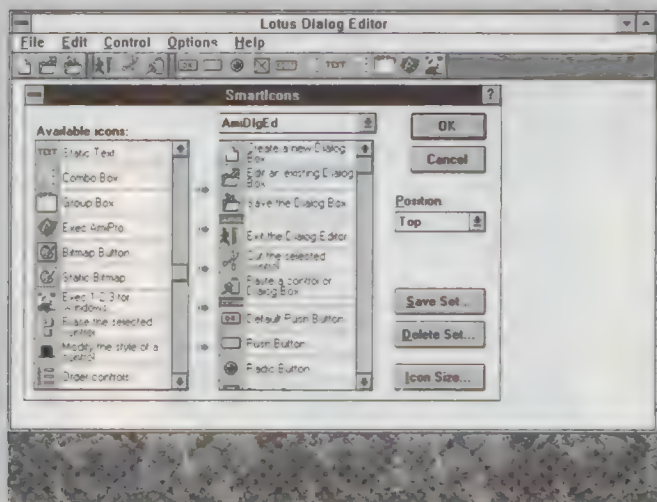 Lotus Dialog Editor
File Edit Control Options Help
OK
TEXT
SmartIcons
?
Available icons:
AmiDlgEd
OK
Cancel
Position
Top
Save Set...
Delete Set...
Icon Size...
TEXT Static Text
Combo Box
Group Box
Exec AmiPro
Bitmap Button
Static Bitmap
Exec 1-2-3 for
Windows
Paste the selected
control
Modify the style of a
control
Order controls
Create a new Dialog
Box
Edit an existing Dialog
Box
Save the Dialog Box
Exit the Dialog Editor
Cut the selected
control
Paste a control or
Dialog Box
Default Push Button
Push Button
Radio Button